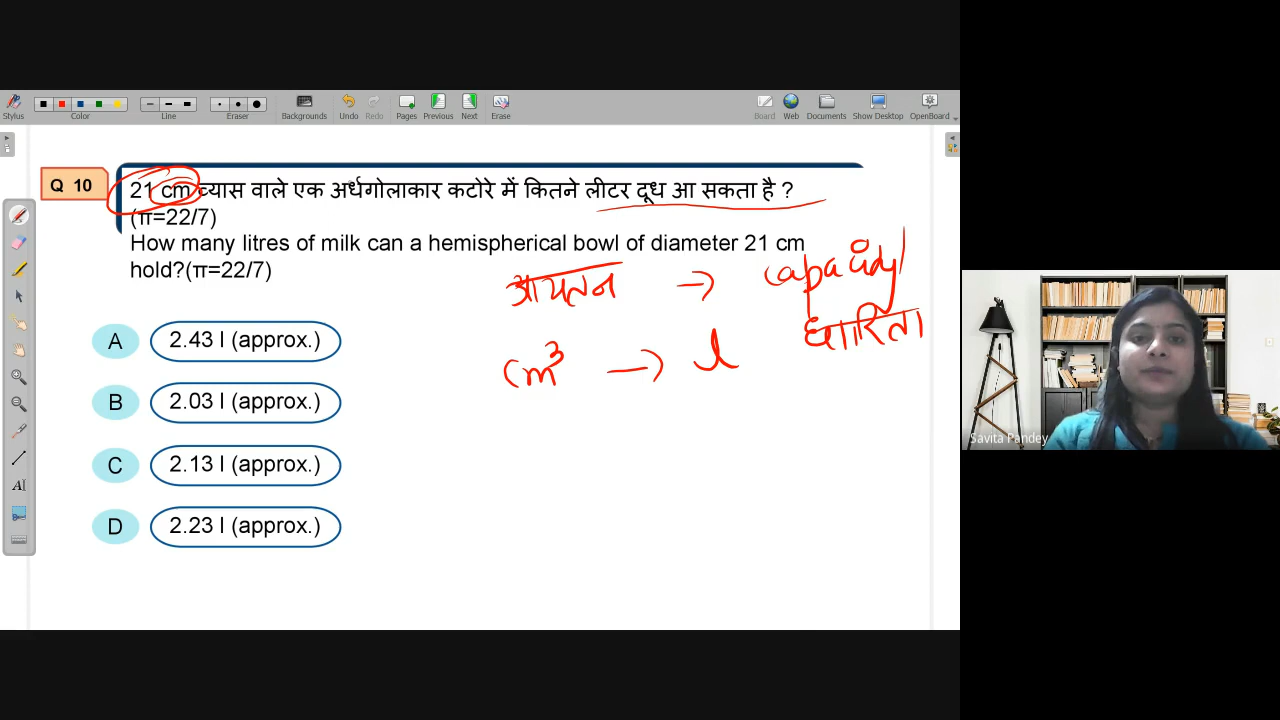 Stylus
Color
Line
Eraser
Backgrounds
Undo
Redo
Pages
Previous
Next
Erase
Board
Web
Documents
Show Desktop
OpenBoard
Q 10
21 cm व्यास वाले एक अर्धगोलाकार कटोरे में कितने लीटर दूध आ सकता है ?
(π=22/7)
How many litres of milk can a hemispherical bowl of diameter 21 cm
hold?(π=22/7)
आयतन → capacity
धारिता
cm³ → l
A 2.43 l (approx.)
B 2.03 l (approx.)
C 2.13 l (approx.)
D 2.23 l (approx.)
Savita Pandey